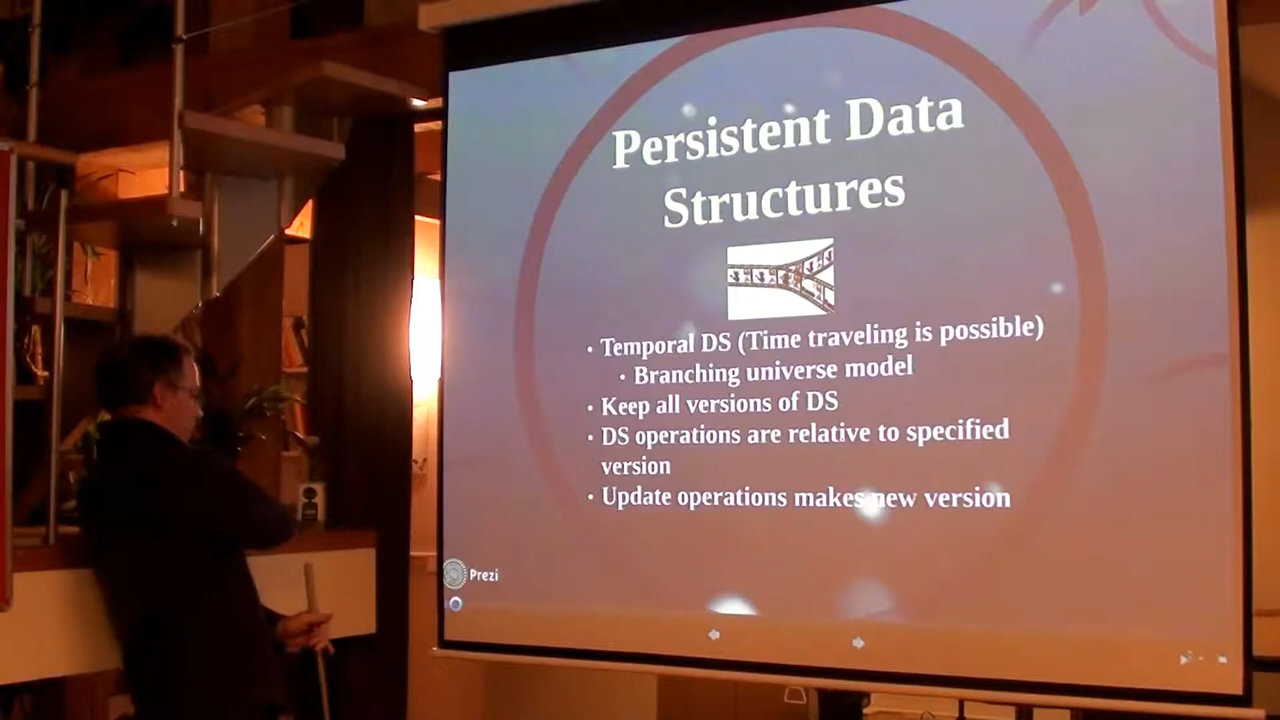 Persistent Data
Structures
• Temporal DS (Time traveling is possible)
• Branching universe model
• Keep all versions of DS
• DS operations are relative to specified
version
• Update operations makes new version
Prezi